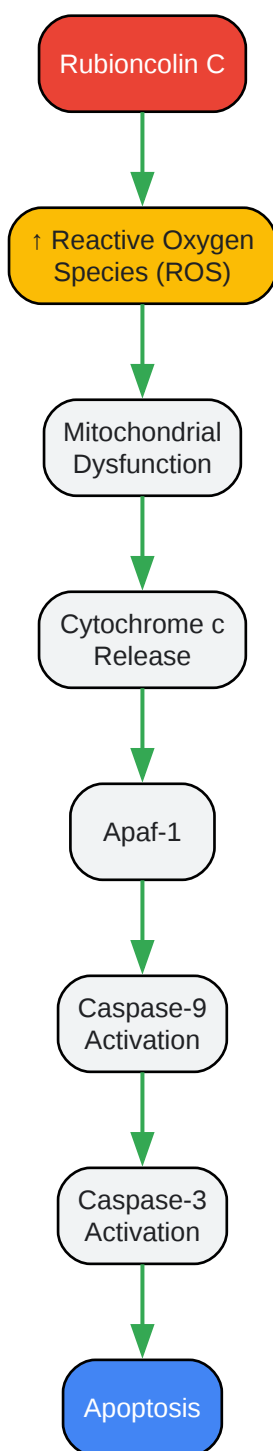 Rubioncolin C
↑ Reactive Oxygen
Species (ROS)
Mitochondrial
Dysfunction
Cytochrome c
Release
Apaf-1
Caspase-9
Activation
Caspase-3
Activation
Apoptosis